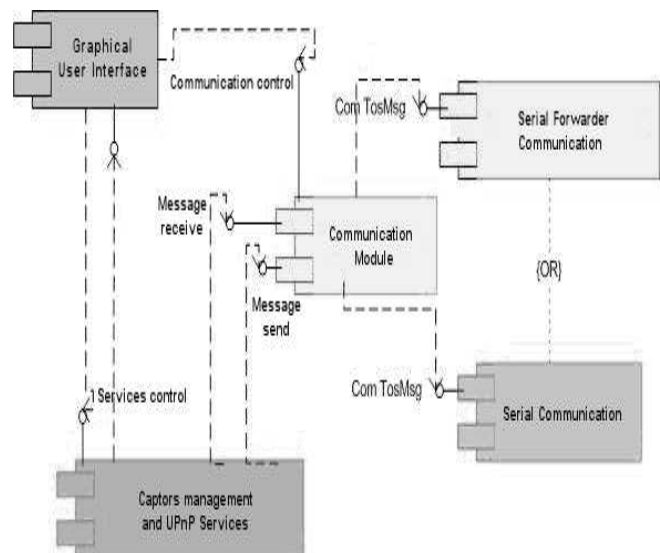 Graphical
User Interface
Communication control
Com TosMsg
Serial Forwarder
Communication
Message
receive
Communication
Module
{OR}
Message
send
Services control
Com TosMsg
Serial Communication
Captors management
and UPnP Services